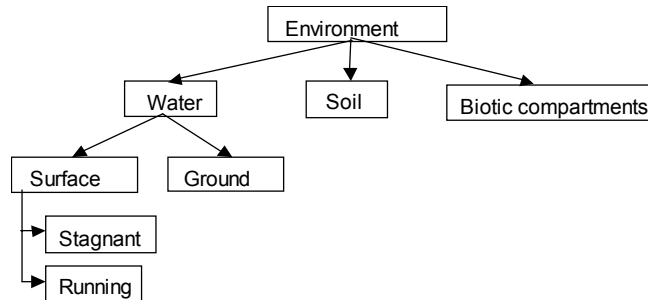 Environment
Water
Soil
Biotic compartments
Surface
Ground
Stagnant
Running